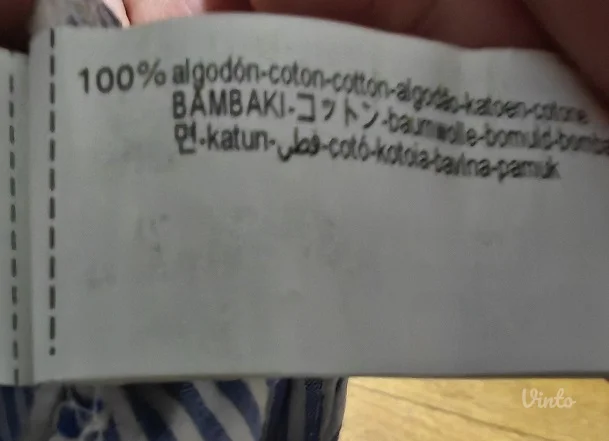 100% algodón-coton-cotton-algodão-katoen-cotone
BAMBAKI-コットン-baumwolle-bomuld-bomba
면-katun-قطن-cotó-kotoia-bavlna-pamuk
Vinto